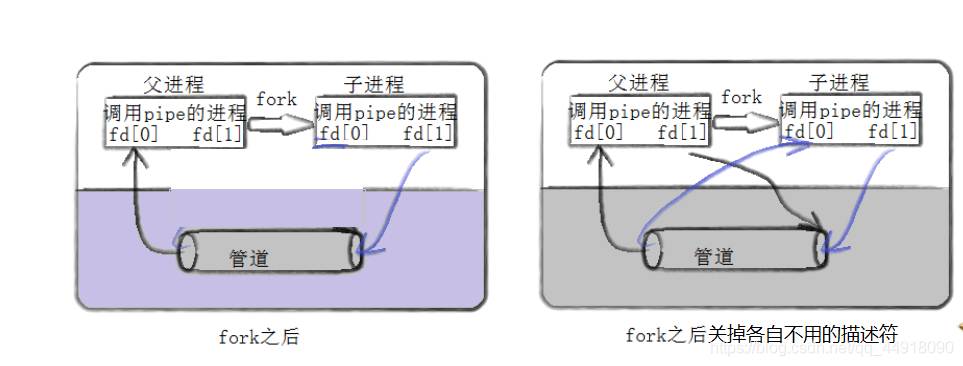 父进程
子进程
调用pipe的进程
fd[0] fd[1]
fork
调用pipe的进程
fd[0] fd[1]
管道
fork之后
父进程
子进程
调用pipe的进程
fd[0] fd[1]
fork
调用pipe的进程
fd[0] fd[1]
管道
fork之后关掉各自不用的描述符
https://blog.csdn.net/qq_44918090